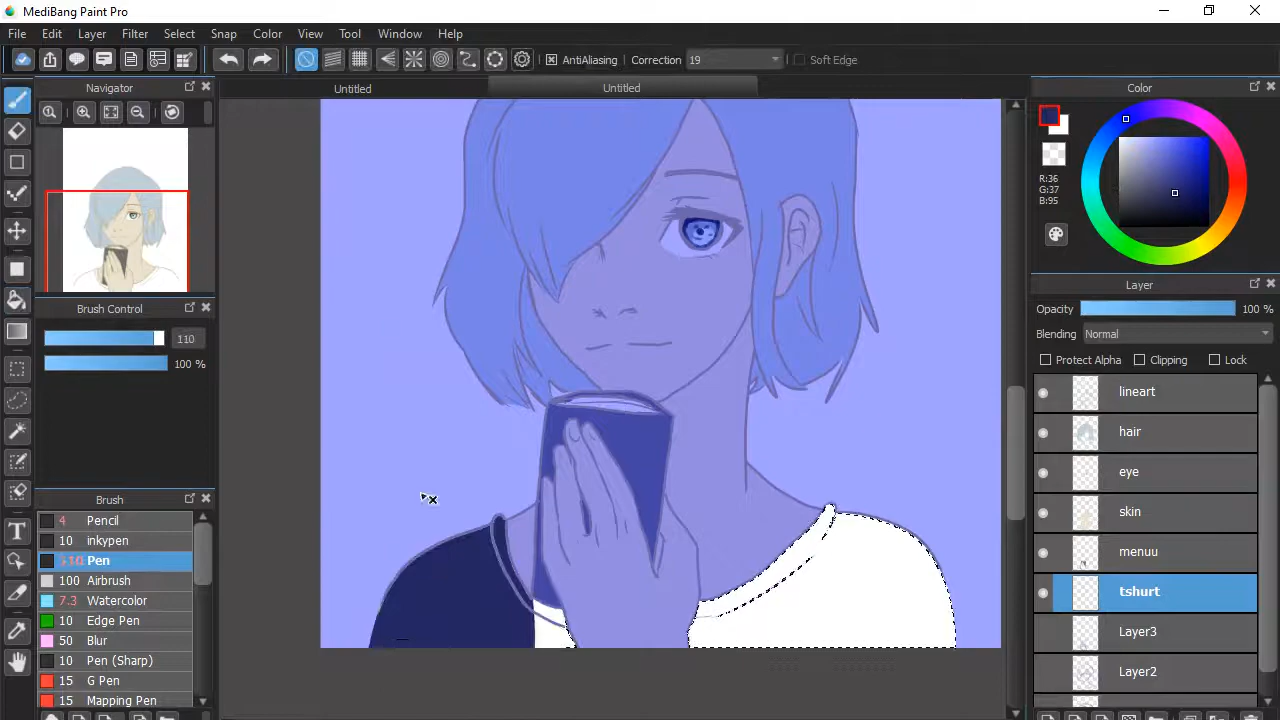 MediBang Paint Pro
File Edit Layer Filter Select Snap Color View Tool Window Help
AntiAliasing Correction 19 Soft Edge
Navigator
Untitled Untitled
Color
R:36
G:37
B:95
Brush Control
110
100 %
Layer
Opacity 100 %
Blending Normal
Protect Alpha Clipping Lock
lineart
hair
eye
skin
menuu
tshurt
Layer3
Layer2
Brush
4 Pencil
10 inkypen
110 Pen
100 Airbrush
7.3 Watercolor
10 Edge Pen
50 Blur
10 Pen (Sharp)
15 G Pen
15 Mapping Pen
T